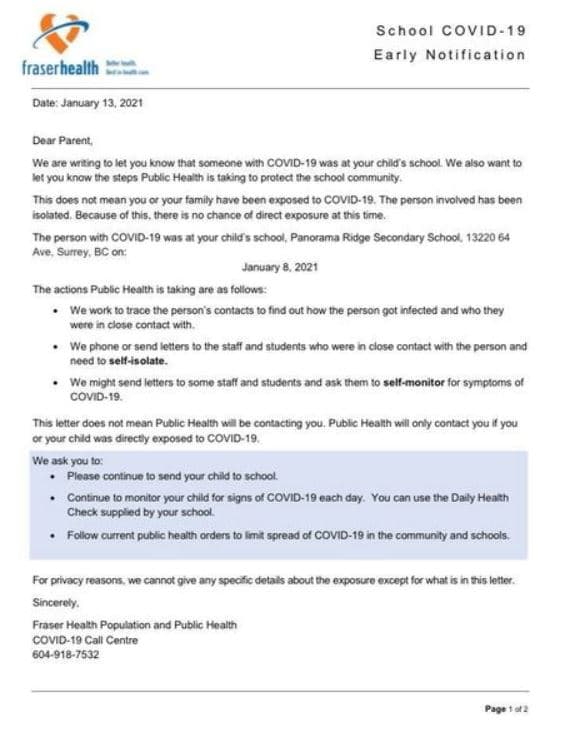 School COVID-19
Early Notification
fraserhealth
Better health.
Best in health care.
Date: January 13, 2021
Dear Parent,
We are writing to let you know that someone with COVID-19 was at your child's school. We also want to
let you know the steps Public Health is taking to protect the school community.
This does not mean you or your family have been exposed to COVID-19. The person involved has been
isolated. Because of this, there is no chance of direct exposure at this time.
The person with COVID-19 was at your child's school, Panorama Ridge Secondary School, 13220 64
Ave, Surrey, BC on:
January 8, 2021
The actions Public Health is taking are as follows:
• We work to trace the person's contacts to find out how the person got infected and who they
were in close contact with.
• We phone or send letters to the staff and students who were in close contact with the person and
need to self-isolate.
• We might send letters to some staff and students and ask them to self-monitor for symptoms of
COVID-19.
This letter does not mean Public Health will be contacting you. Public Health will only contact you if you
or your child was directly exposed to COVID-19.
We ask you to:
• Please continue to send your child to school.
• Continue to monitor your child for signs of COVID-19 each day. You can use the Daily Health
Check supplied by your school.
• Follow current public health orders to limit spread of COVID-19 in the community and schools.
For privacy reasons, we cannot give any specific details about the exposure except for what is in this letter.
Sincerely,
Fraser Health Population and Public Health
COVID-19 Call Centre
604-918-7532
Page 1 of 2